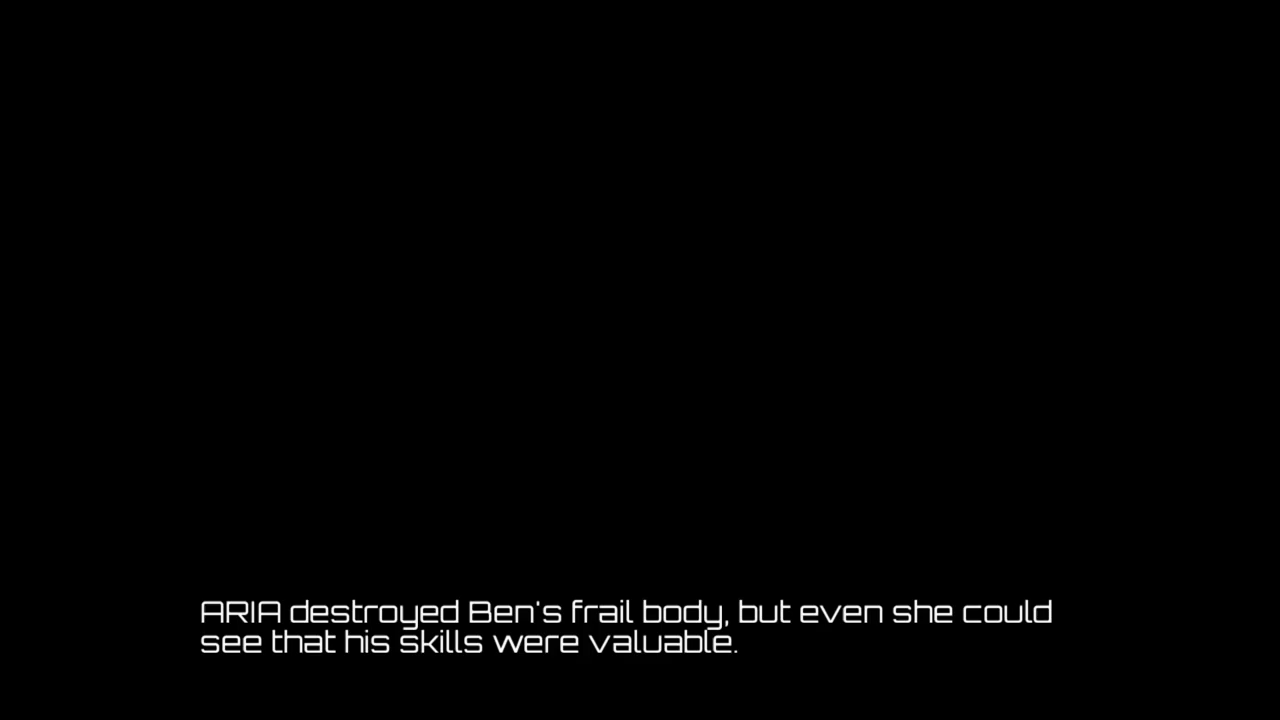 ARIA destroyed Ben's frail body, but even she could
see that his skills were valuable.